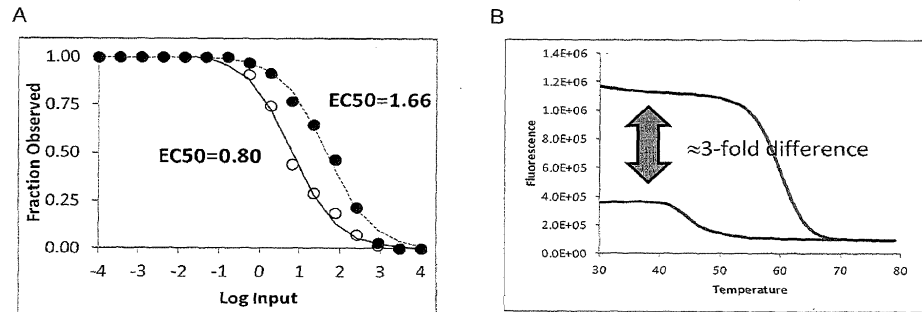 A
1.00
0.75
0.50
0.25
0.00
Fraction Observed
EC50=1.66
EC50=0.80
-4 -3 -2 -1 0 1 2 3 4
Log Input
B
1.4E+06
1.2E+06
1.0E+06
8.0E+05
6.0E+05
4.0E+05
2.0E+05
0.0E+00
Fluorescence
≈3-fold difference
30 40 50 60 70 80
Temperature